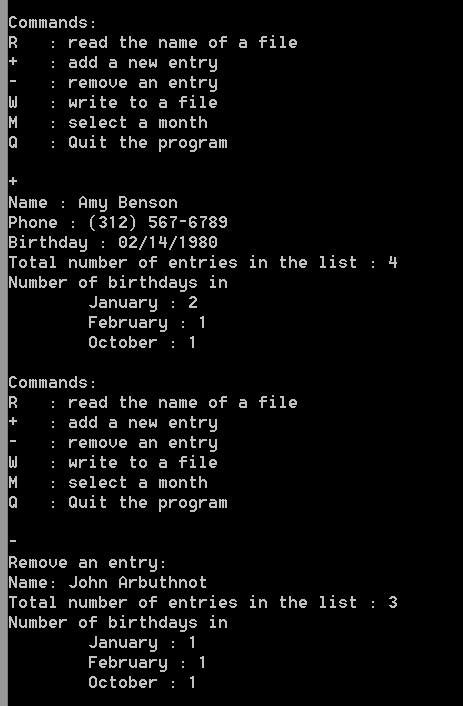 Commands:
R   : read the name of a file
+   : add a new entry
-   : remove an entry
W   : write to a file
M   : select a month
Q   : Quit the program
+
Name : Amy Benson
Phone : (312) 567-6789
Birthday : 02/14/1980
Total number of entries in the list : 4
Number of birthdays in
        January : 2
        February : 1
        October : 1
Commands:
R   : read the name of a file
+   : add a new entry
-   : remove an entry
W   : write to a file
M   : select a month
Q   : Quit the program
-
Remove an entry:
Name: John Arbuthnot
Total number of entries in the list : 3
Number of birthdays in
        January : 1
        February : 1
        October : 1